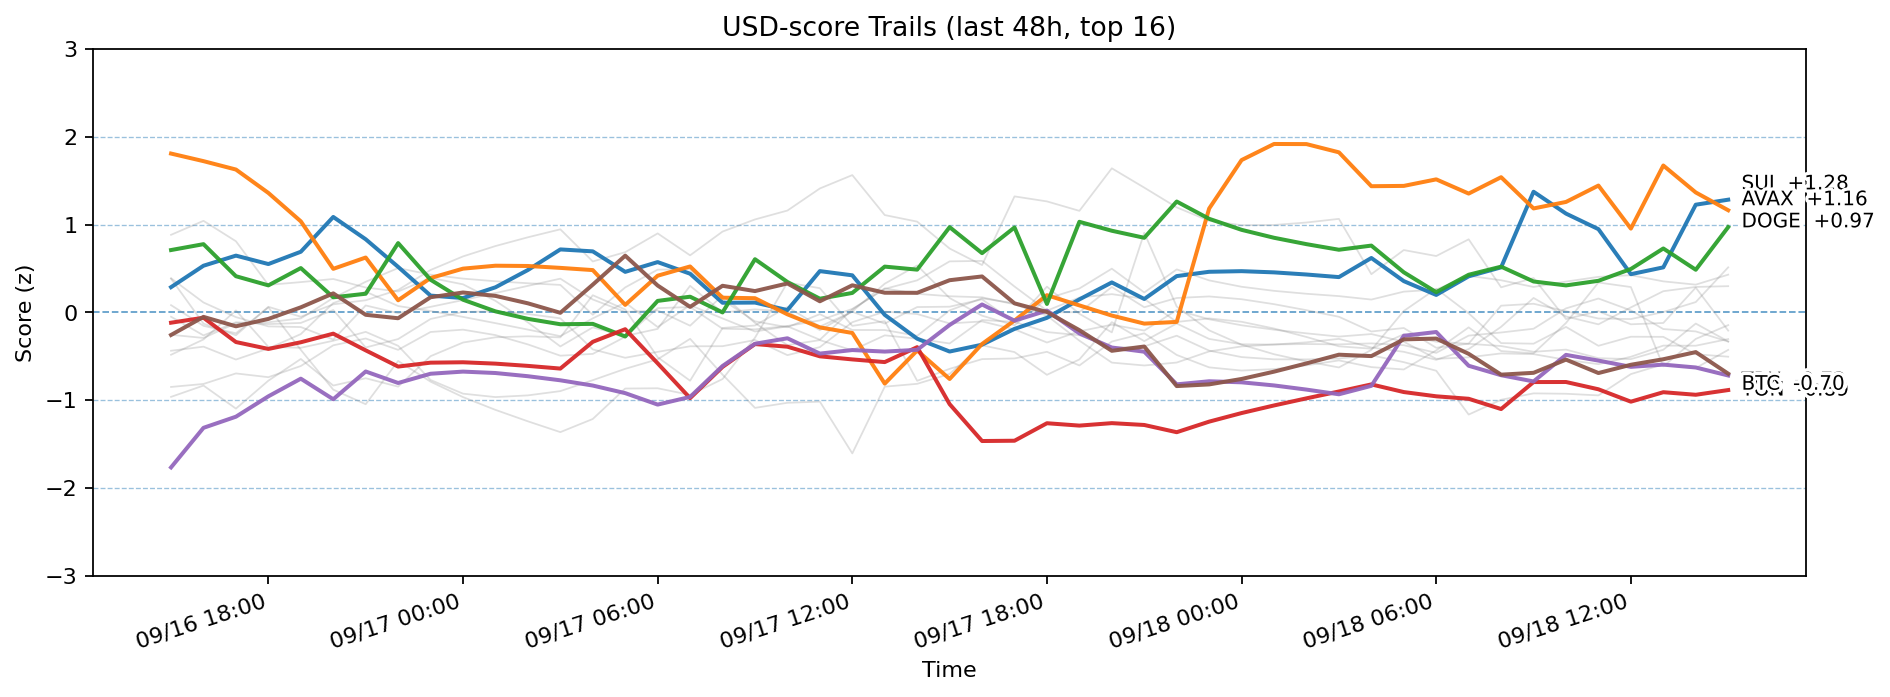 USD-score Trails (last 48h, top 16)
Score (z)
3
2
1
0
−1
−2
−3
SUI +1.28
AVAX +1.16
DOGE +0.97
BTC -0.70
09/16 18:00
09/17 00:00
09/17 06:00
09/17 12:00
09/17 18:00
09/18 00:00
09/18 06:00
09/18 12:00
Time